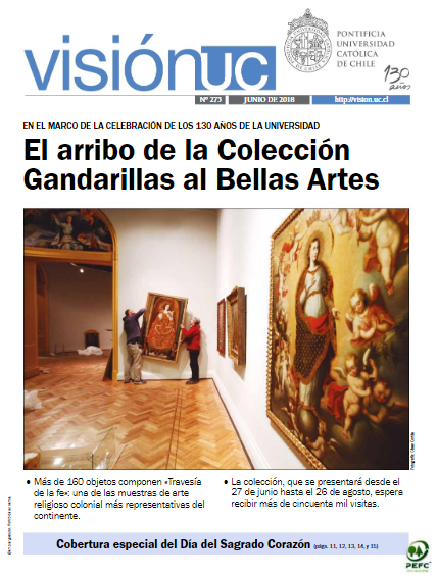 visiónuc
PONTIFICIA
UNIVERSIDAD
CATÓLICA
DE CHILE
130
años
Nº 273
JUNIO DE 2018
http://vision.uc.cl
EN EL MARCO DE LA CELEBRACIÓN DE LOS 130 AÑOS DE LA UNIVERSIDAD
El arribo de la Colección
Gandarillas al Bellas Artes
• Más de 160 objetos componen «Travesía
de la fe»: una de las muestras de arte
religioso colonial más representativas del
continente.
• La colección, que se presentará desde el
27 de junio hasta el 26 de agosto, espera
recibir más de cincuenta mil visitas.
Cobertura especial del Día del Sagrado Corazón (págs. 11, 12, 13, 14, y 15)
PEFC